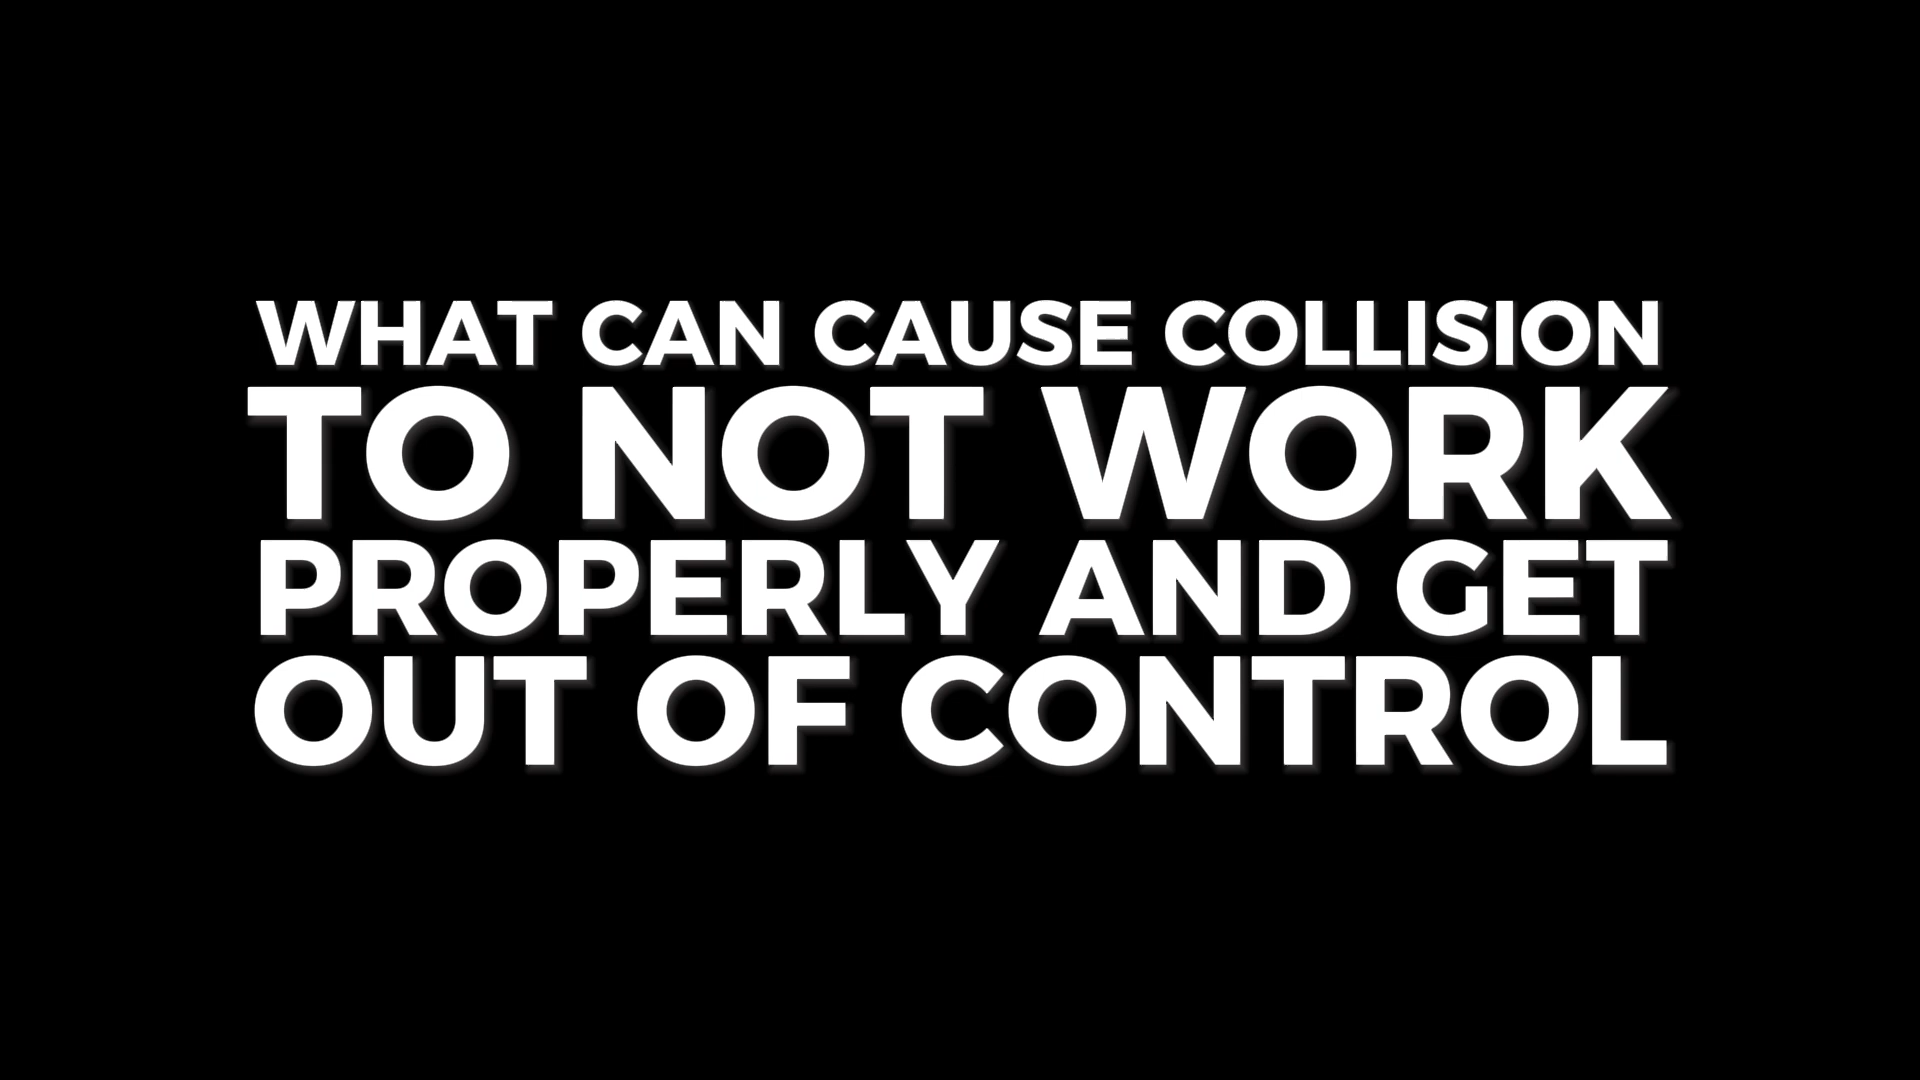 WHAT CAN CAUSE COLLISION
TO NOT WORK
PROPERLY AND GET
OUT OF CONTROL